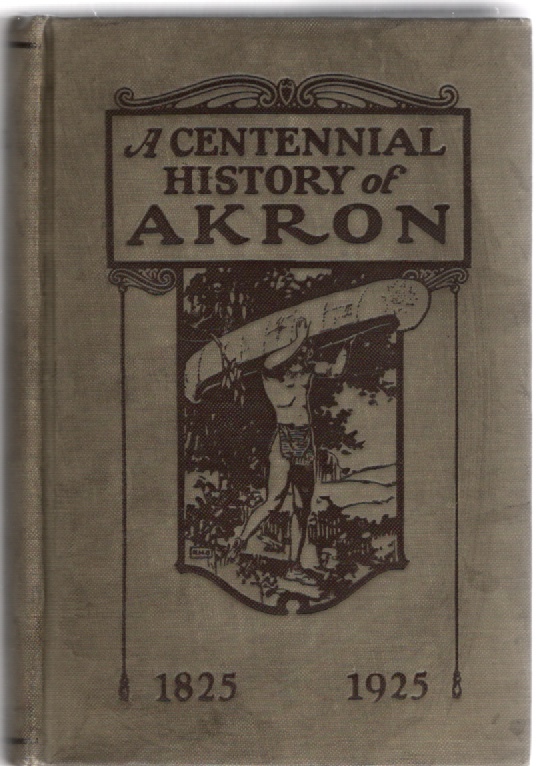 A CENTENNIAL
HISTORY of
AKRON
1825 1925